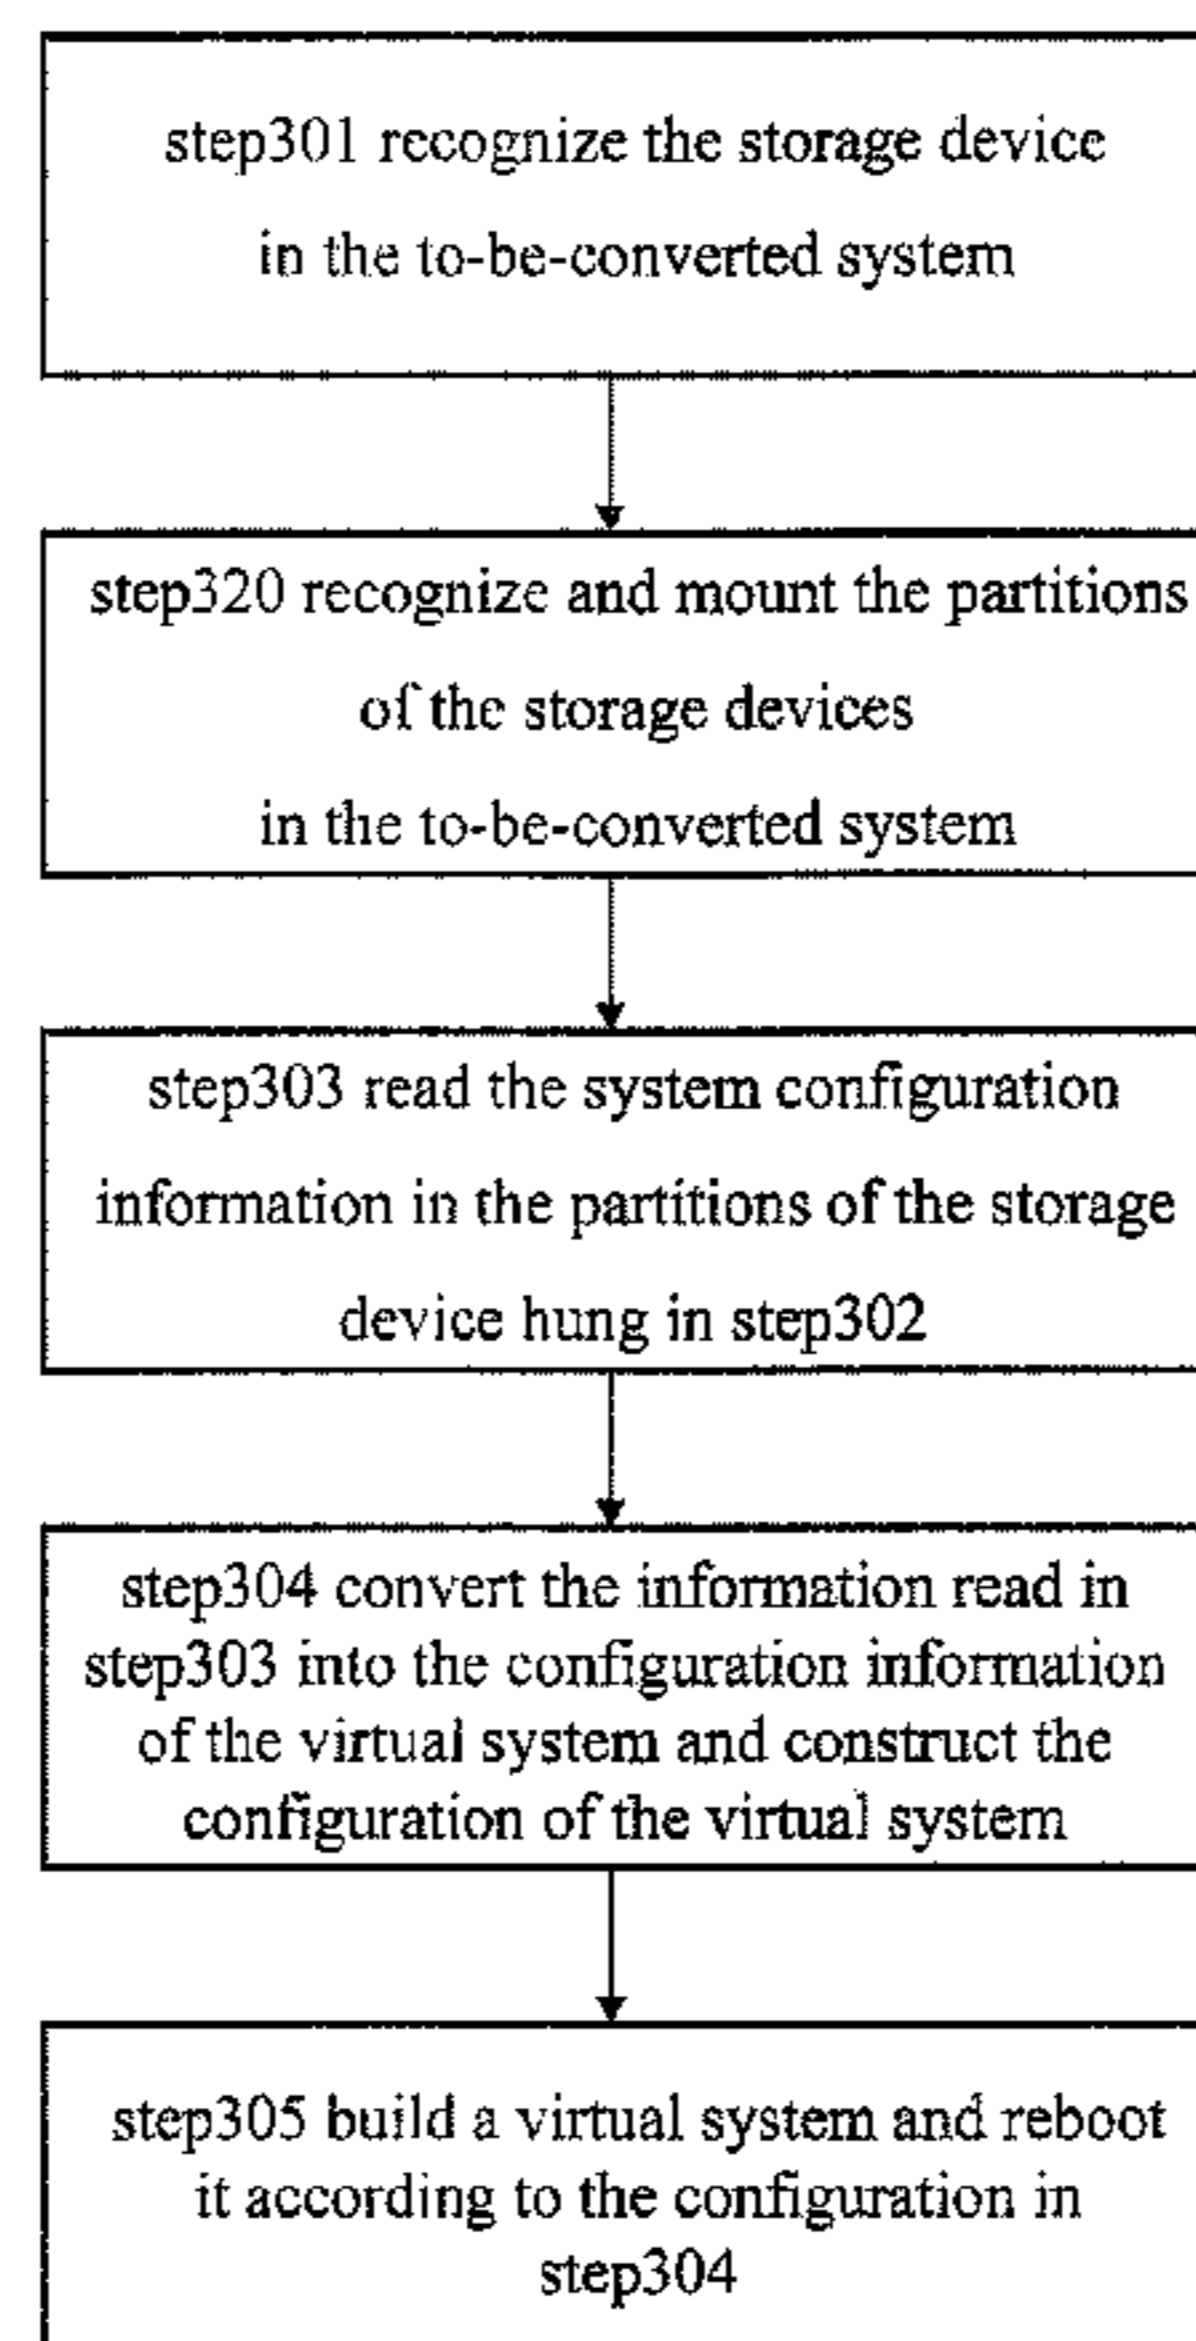 step301 recognize the storage device
in the to-be-converted system
step320 recognize and mount the partitions
of the storage devices
in the to-be-converted system
step303 read the system configuration
information in the partitions of the storage
device hung in step302
step304 convert the information read in
step303 into the configuration information
of the virtual system and construct the
configuration of the virtual system
step305 build a virtual system and reboot
it according to the configuration in
step304